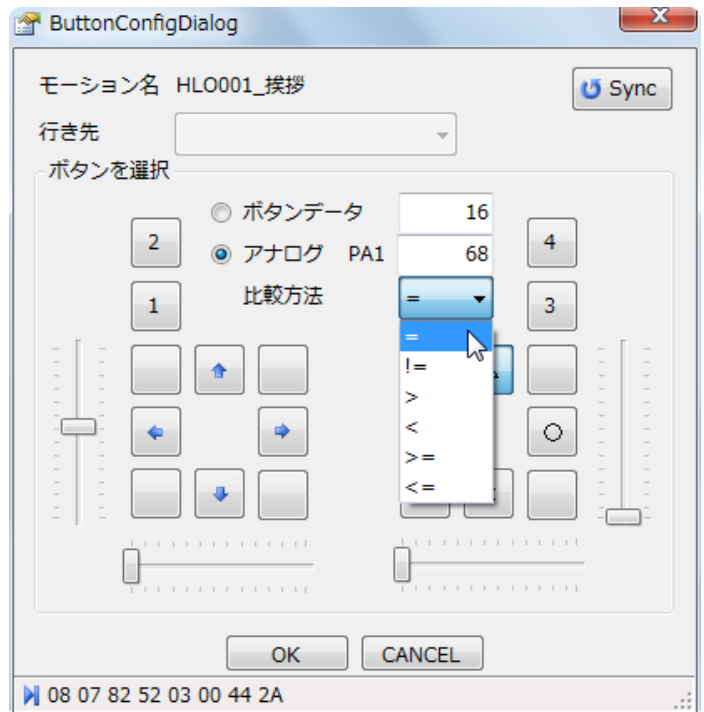 ButtonConfigDialog
モーション名 HLO001_挨拶
Sync
行き先
ボタンを選択
ボタンデータ 16
アナログ PA1 68
比較方法 =
2
1
4
3
=
!=
>
<
>=
<=
OK
CANCEL
08 07 82 52 03 00 44 2A